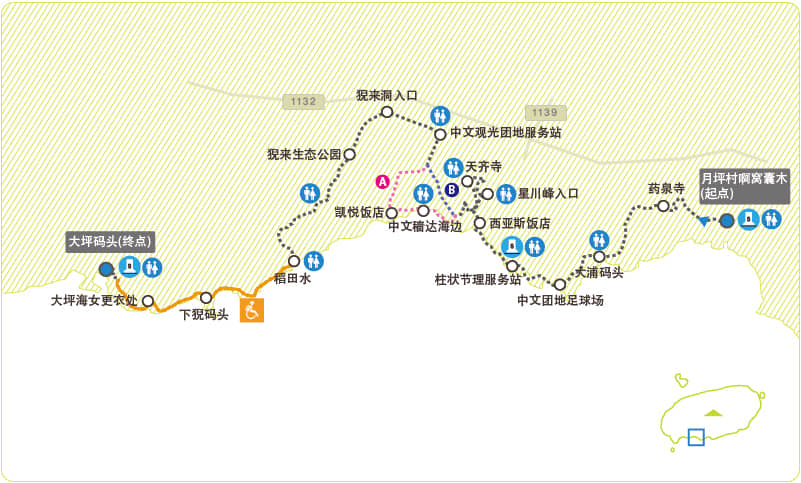 猊来洞入口
1132
1139
中文观光团地服务站
猊来生态公园
天齐寺
A
B
星川峰入口
药泉寺
月坪村啊窝囊木
(起点)
凯悦饭店
中文穑达海边
西亚斯饭店
大坪码头(终点)
稻田水
柱状节理服务站
大浦码头
大坪海女更衣处
下猊码头
中文团地足球场